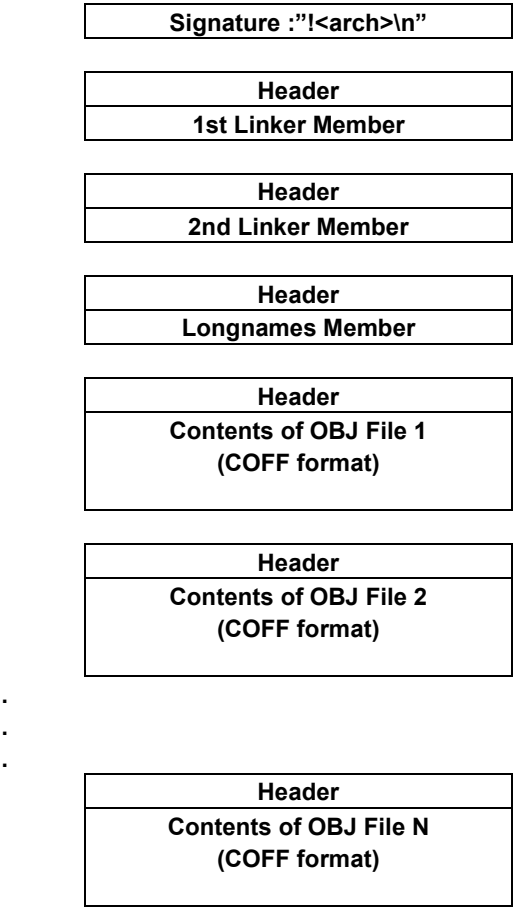 Signature :"!<arch>\n”
Header
1st Linker Member
Header
2nd Linker Member
Header
Longnames Member
Header
Contents of OBJ File 1
(COFF format)
Header
Contents of OBJ File 2
(COFF format)
.
.
.
Header
Contents of OBJ File N
(COFF format)